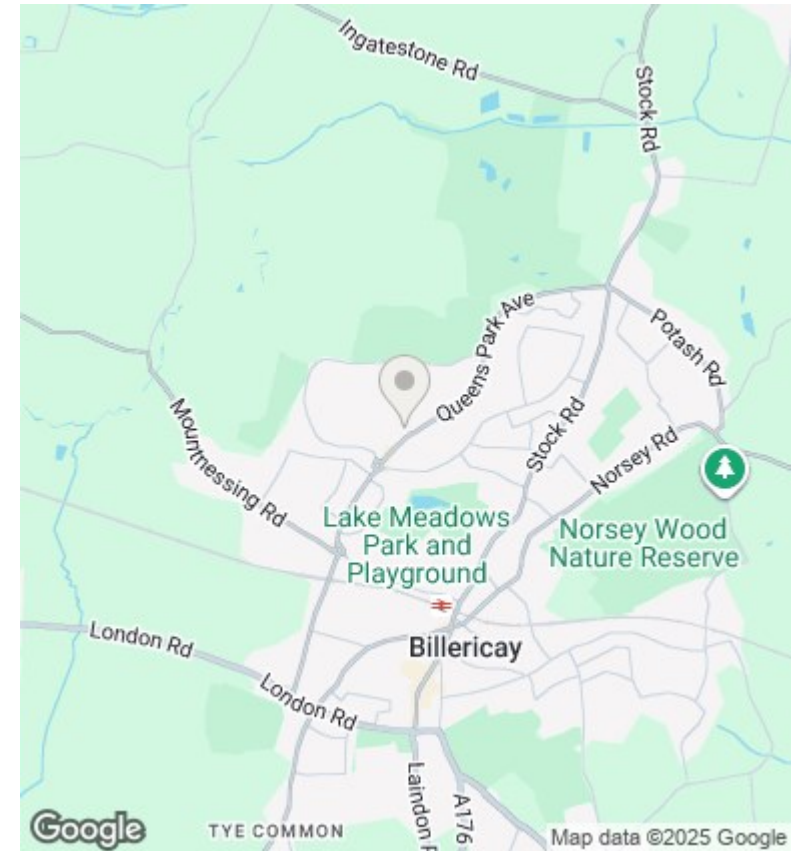 Ingatestone Rd
Stock Rd
Queens Park Ave
Potash Rd
Mountnessing Rd
Stock Rd
Norsey Rd
Lake Meadows
Park and
Playground
Norsey Wood
Nature Reserve
London Rd
Billericay
London Rd
Laindon R
A176
TYE COMMON
Google
Map data ©2025 Google